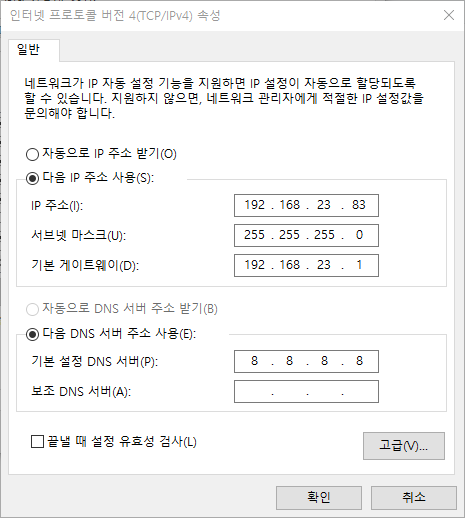 인터넷 프로토콜 버전 4(TCP/IPv4) 속성
일반
네트워크가 IP 자동 설정 기능을 지원하면 IP 설정이 자동으로 할당되도록
할 수 있습니다. 지원하지 않으면, 네트워크 관리자에게 적절한 IP 설정값을
문의해야 합니다.
자동으로 IP 주소 받기(O)
다음 IP 주소 사용(S):
IP 주소(I): 192 . 168 . 23 . 83
서브넷 마스크(U): 255 . 255 . 255 . 0
기본 게이트웨이(D): 192 . 168 . 23 . 1
자동으로 DNS 서버 주소 받기(B)
다음 DNS 서버 주소 사용(E):
기본 설정 DNS 서버(P): 8 . 8 . 8 . 8
보조 DNS 서버(A): . . .
끝낼 때 설정 유효성 검사(L)
고급(V)...
확인 취소